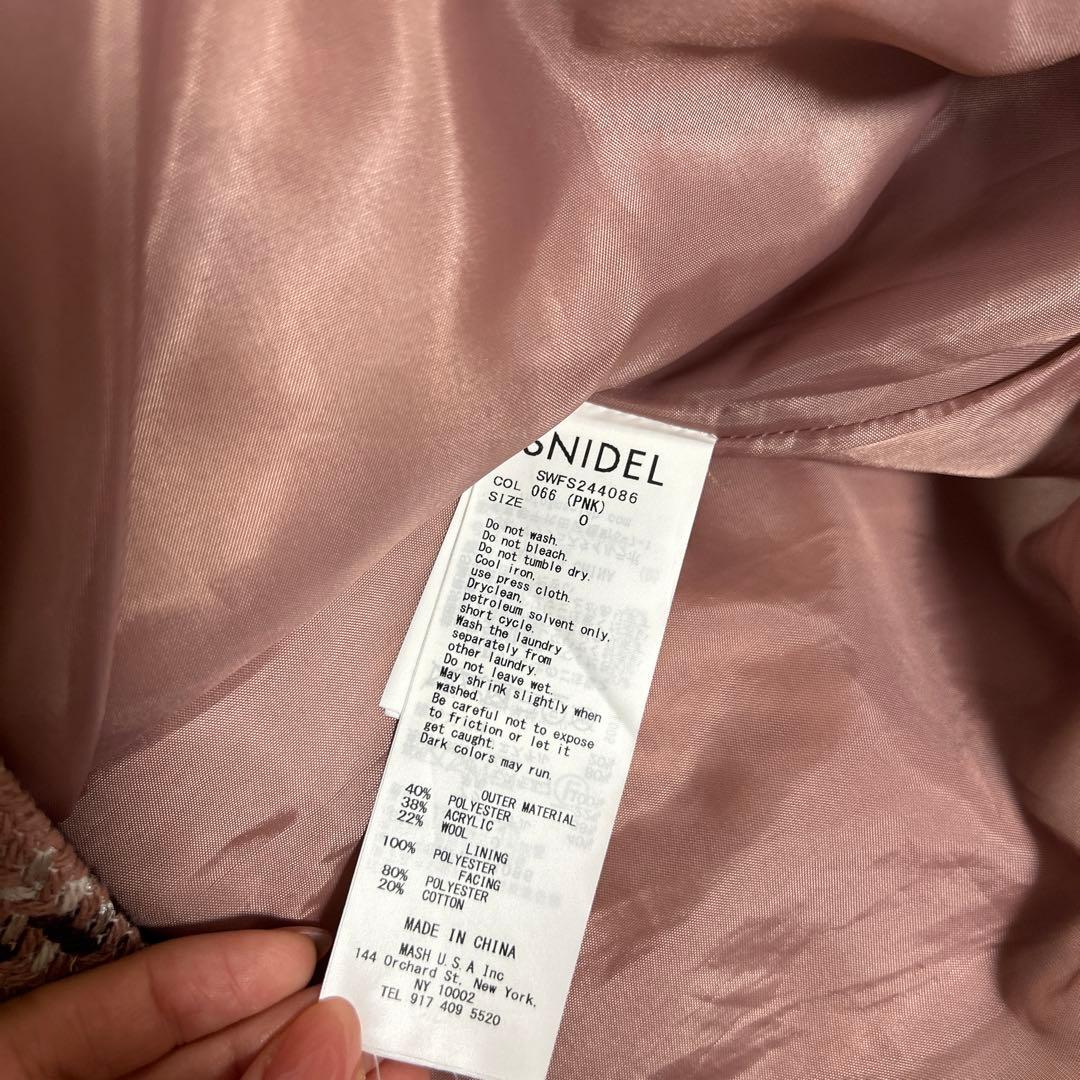 SNIDEL
SWFS244086
COL 066 (PNK)
SIZE 0
Do not wash.
Do not bleach.
Do not tumble dry.
Cool iron.
use press cloth.
Dryclean,
petroleum solvent only.
short cycle.
Wash the laundry
separately from
other laundry.
Do not leave wet.
May shrink slightly when
washed.
Be careful not to expose
to friction or let it
get caught.
Dark colors may run.
OUTER MATERIAL
40% POLYESTER
38% ACRYLIC
22% WOOL
LINING
100% POLYESTER
FACING
80% POLYESTER
20% COTTON
MADE IN CHINA
MASH U.S.A Inc
144 Orchard St, New York,
NY 10002
TEL 917 409 5520